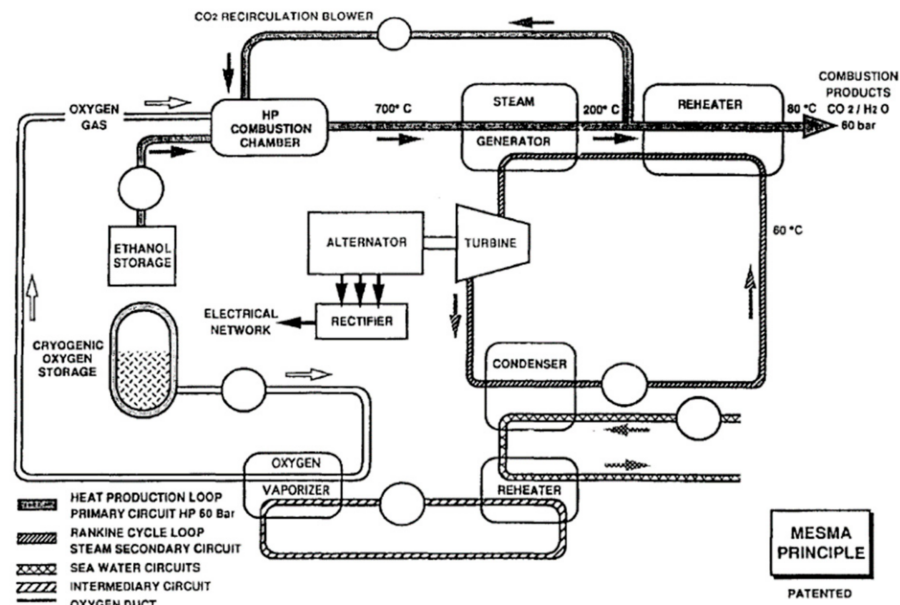 CO2 RECIRCULATION BLOWER
OXYGEN
GAS
HP
COMBUSTION
CHAMBER
700° C
STEAM
GENERATOR
200° C
REHEATER
80 °C
COMBUSTION
PRODUCTS
CO 2 / H2 O
60 bar
60 °C
ETHANOL
STORAGE
ALTERNATOR
TURBINE
RECTIFIER
ELECTRICAL
NETWORK
CRYOGENIC
OXYGEN
STORAGE
CONDENSER
OXYGEN
VAPORIZER
REHEATER
HEAT PRODUCTION LOOP
PRIMARY CIRCUIT HP 60 Bar
RANKINE CYCLE LOOP
STEAM SECONDARY CIRCUIT
SEA WATER CIRCUITS
INTERMEDIARY CIRCUIT
OXYGEN DUCT
MESMA
PRINCIPLE
PATENTED